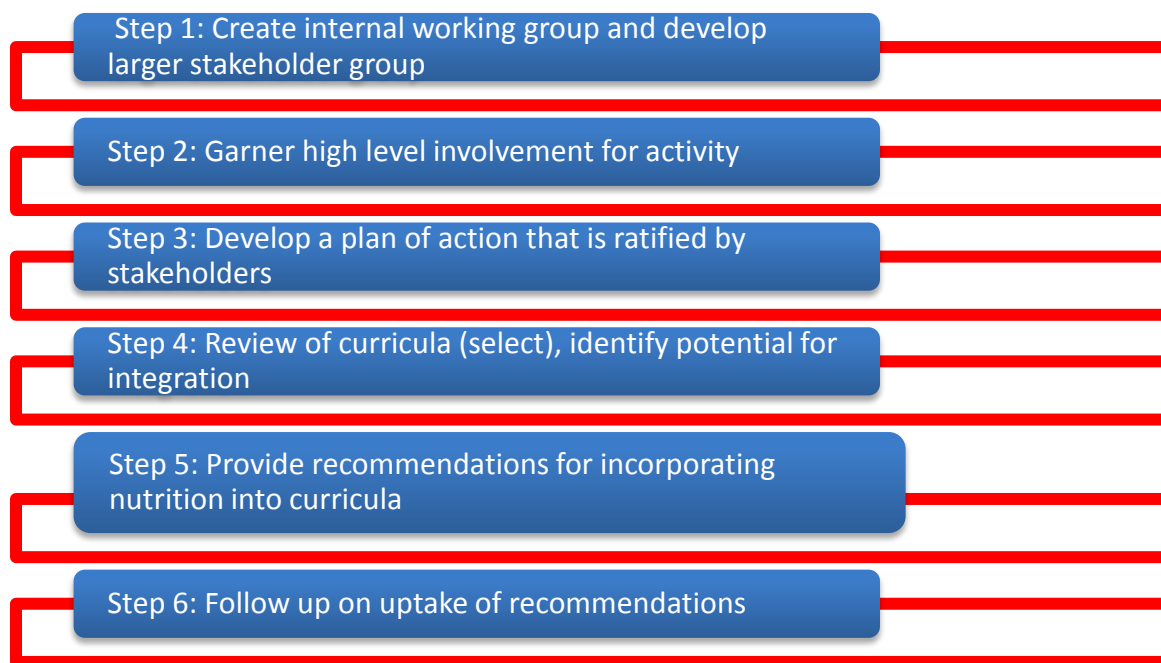 Step 1: Create internal working group and develop
larger stakeholder group
Step 2: Garner high level involvement for activity
Step 3: Develop a plan of action that is ratified by
stakeholders
Step 4: Review of curricula (select), identify potential for
integration
Step 5: Provide recommendations for incorporating
nutrition into curricula
Step 6: Follow up on uptake of recommendations